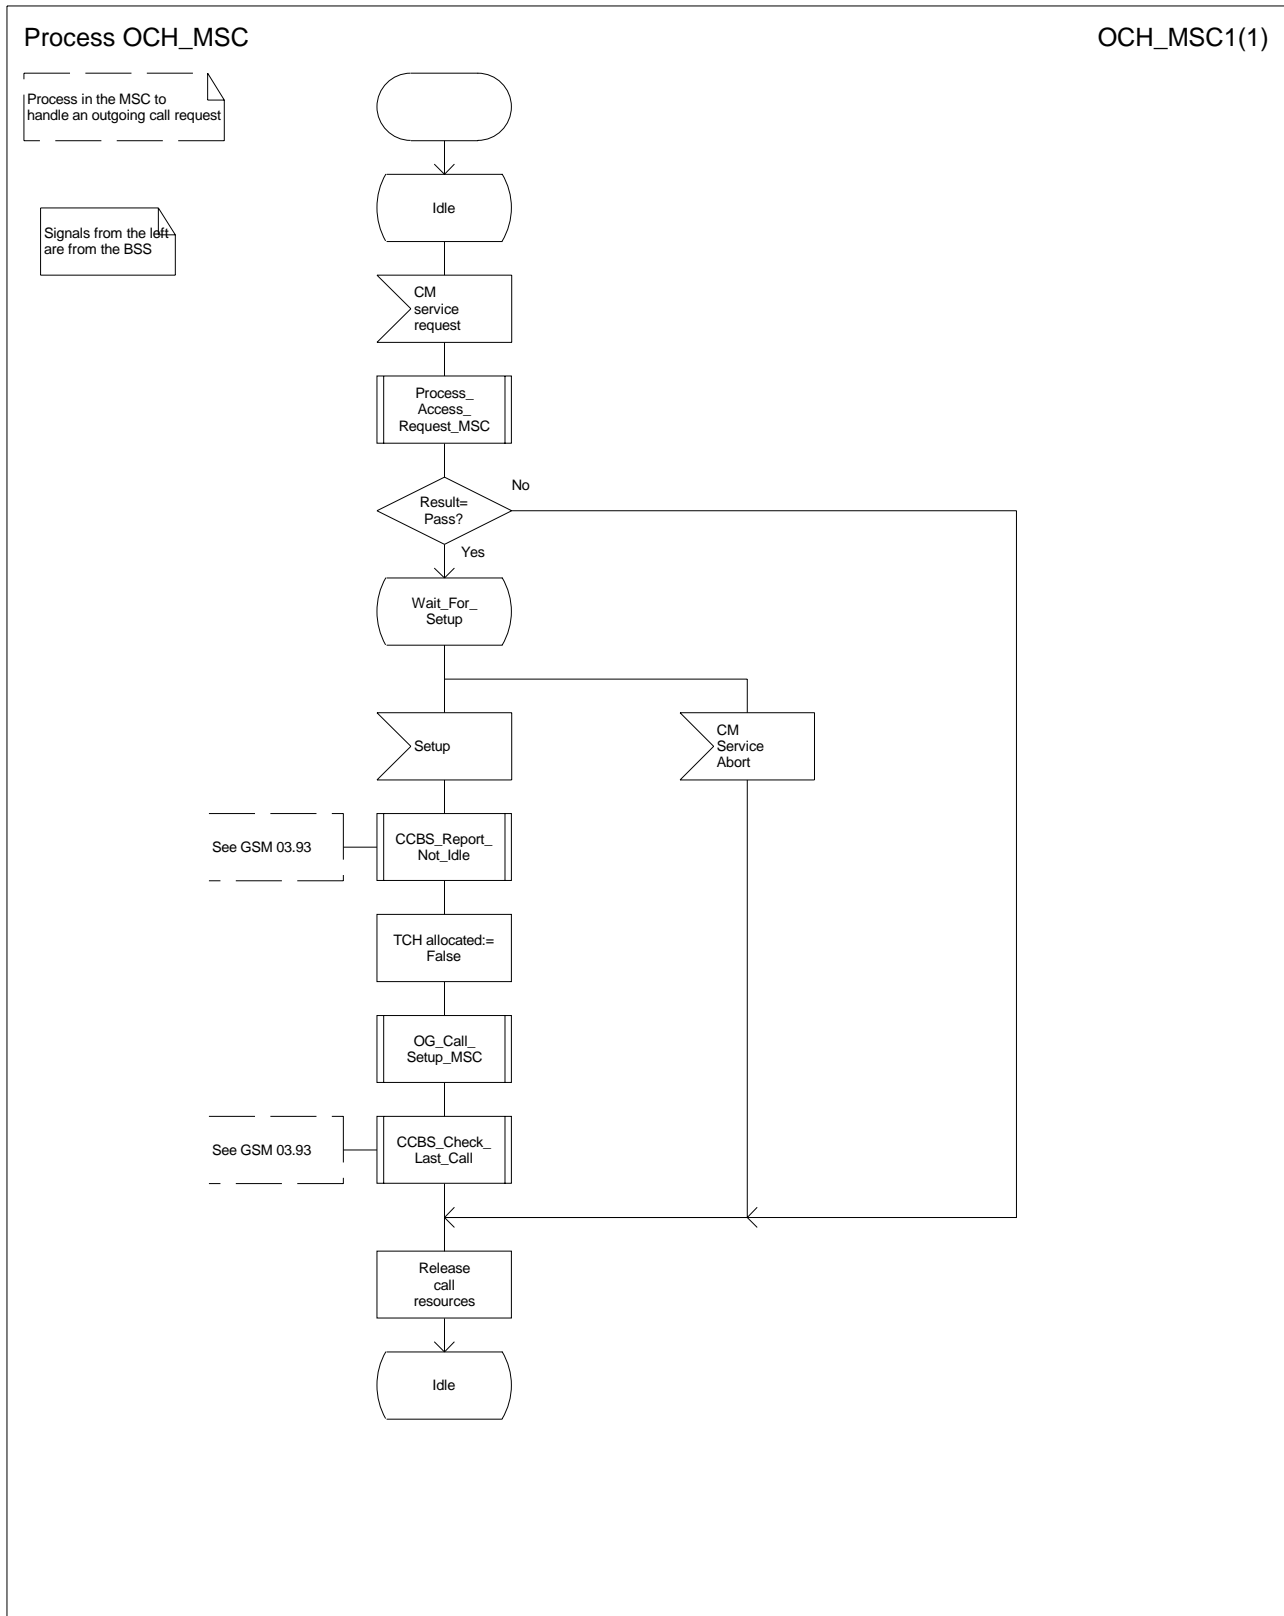 Process OCH_MSC
OCH_MSC1(1)
Process in the MSC to
handle an outgoing call request
Signals from the left
are from the BSS
Idle
CM
service
request
Process_
Access_
Request_MSC
Result=
Pass?
No
Yes
Wait_For_
Setup
Setup
CM
Service
Abort
See GSM 03.93
CCBS_Report_
Not_Idle
TCH allocated:=
False
OG_Call_
Setup_MSC
See GSM 03.93
CCBS_Check_
Last_Call
Release
call
resources
Idle